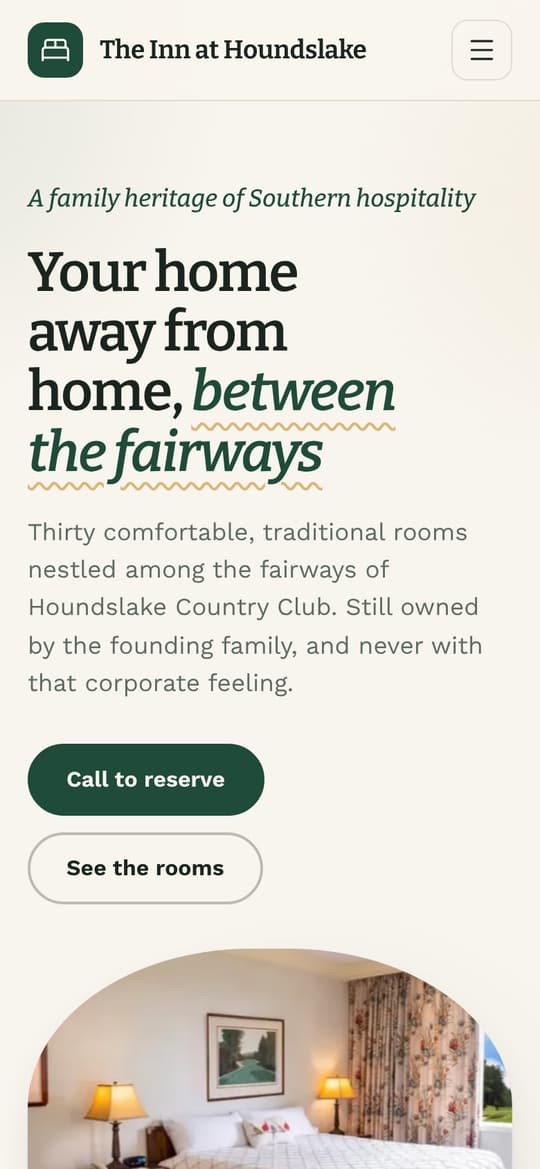 The Inn at Houndslake
A family heritage of Southern hospitality
Your home
away from
home, between
the fairways
Thirty comfortable, traditional rooms
nestled among the fairways of
Houndslake Country Club. Still owned
by the founding family, and never with
that corporate feeling.
Call to reserve
See the rooms